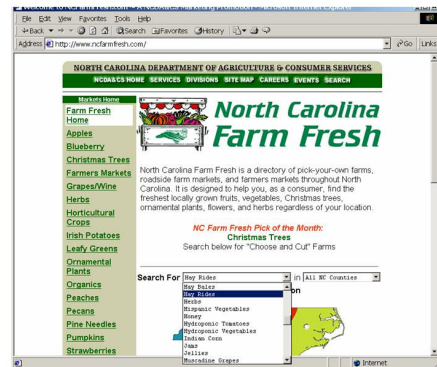 File Edit View Favorites Tools Help
Back Search Favorites History
Address http://www.ncfarmfresh.com/ Go Links
NORTH CAROLINA DEPARTMENT OF AGRICULTURE & CONSUMER SERVICES
NCDA&CS HOME SERVICES DIVISIONS SITE MAP CAREERS EVENTS SEARCH
Markets Home
Farm Fresh
Home
Apples
Blueberry
Christmas Trees
Farmers Markets
Grapes/Wine
Herbs
Horticultural
Crops
Irish Potatoes
Leafy Greens
Ornamental
Plants
Organics
Peaches
Pecans
Pine Needles
Pumpkins
Strawberries
North Carolina
Farm Fresh
North Carolina Farm Fresh is a directory of pick-your-own farms,
roadside farm markets, and farmers markets throughout North
Carolina. It is designed to help you, as a consumer, find the
freshest locally grown fruits, vegetables, Christmas trees,
ornamental plants, flowers, and herbs regardless of your location.
NC Farm Fresh Pick of the Month:
Christmas Trees
Search below for "Choose and Cut" Farms
Search For Hay Rides in All NC Counties
Hay Bales
Hay Rides
Herbs
Hispanic Vegetables
Honey
Hydroponic Tomatoes
Hydroponic Vegetables
Indian Corn
Jams
Jellies
Muscadine Grapes
on
Internet